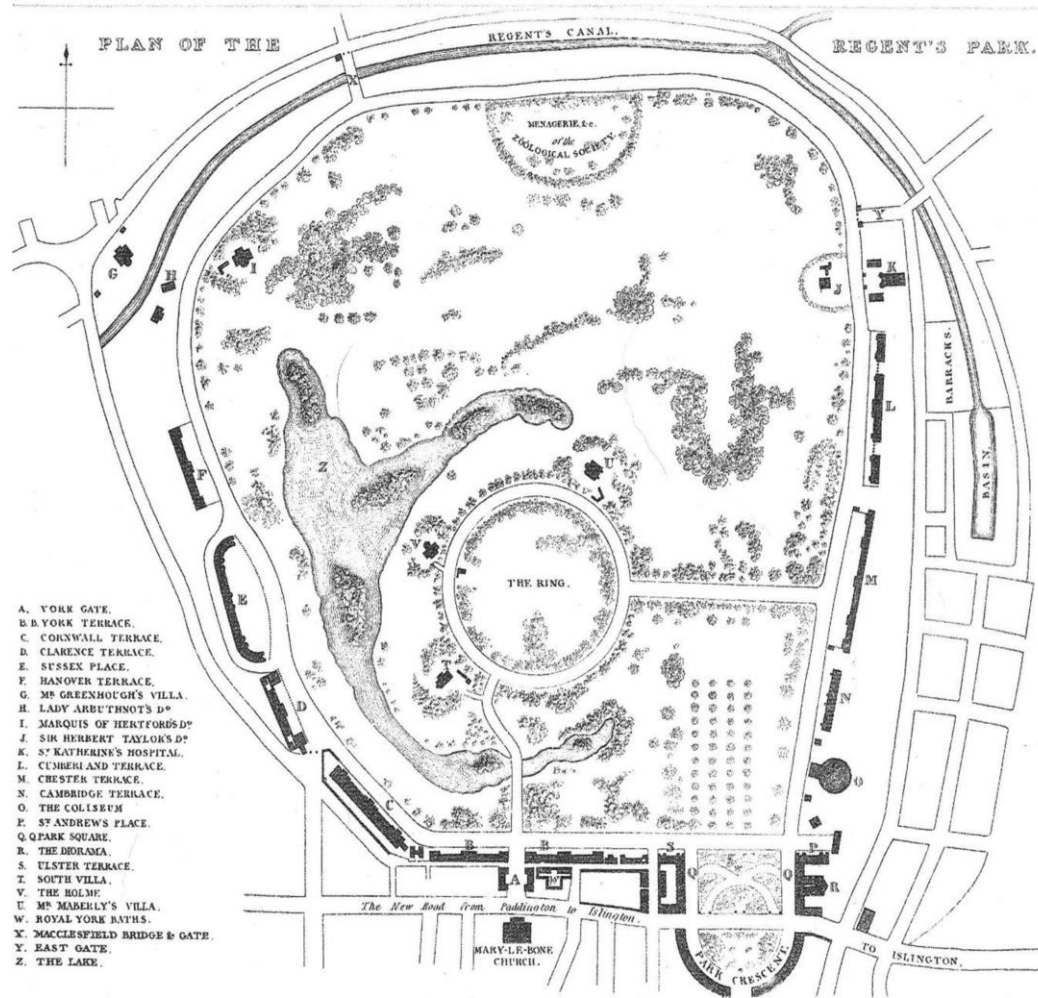 PLAN OF THE
REGENT'S PARK.
REGENT'S CANAL.
X
MENAGERIE, &c.
of the
ZOOLOGICAL SOCIETY.
Y
G
H
I
K
J
BARRACKS.
L
Z
F
U
BASIN.
V
THE RING.
M
E
T
N
D
O
C
B
B
S
P
Q
Q
A
W
R
The New Road from Paddington to Islington.
MARY-LE-BONE
CHURCH.
PARK CRESCENT.
TO
ISLINGTON.
A. YORK GATE.
B.B. YORK TERRACE.
C. CORNWALL TERRACE.
D. CLARENCE TERRACE.
E. SUSSEX PLACE.
F. HANOVER TERRACE.
G. Mr GREENHOUGH'S VILLA.
H. LADY ARBUTHNOT'S Do
I. MARQUIS OF HERTFORD'S Do
J. SIR HERBERT TAYLOR'S Do
K. St KATHERINE'S HOSPITAL.
L. CUMBERLAND TERRACE.
M. CHESTER TERRACE.
N. CAMBRIDGE TERRACE.
O. THE COLISEUM
P. St ANDREW'S PLACE.
Q.Q. PARK SQUARE.
R. THE DIORAMA.
S. ULSTER TERRACE.
T. SOUTH VILLA.
V. THE HOLME
U. Mr MABERLY'S VILLA.
W. ROYAL YORK BATHS.
X. MACCLESFIELD BRIDGE & GATE.
Y. EAST GATE.
Z. THE LAKE.